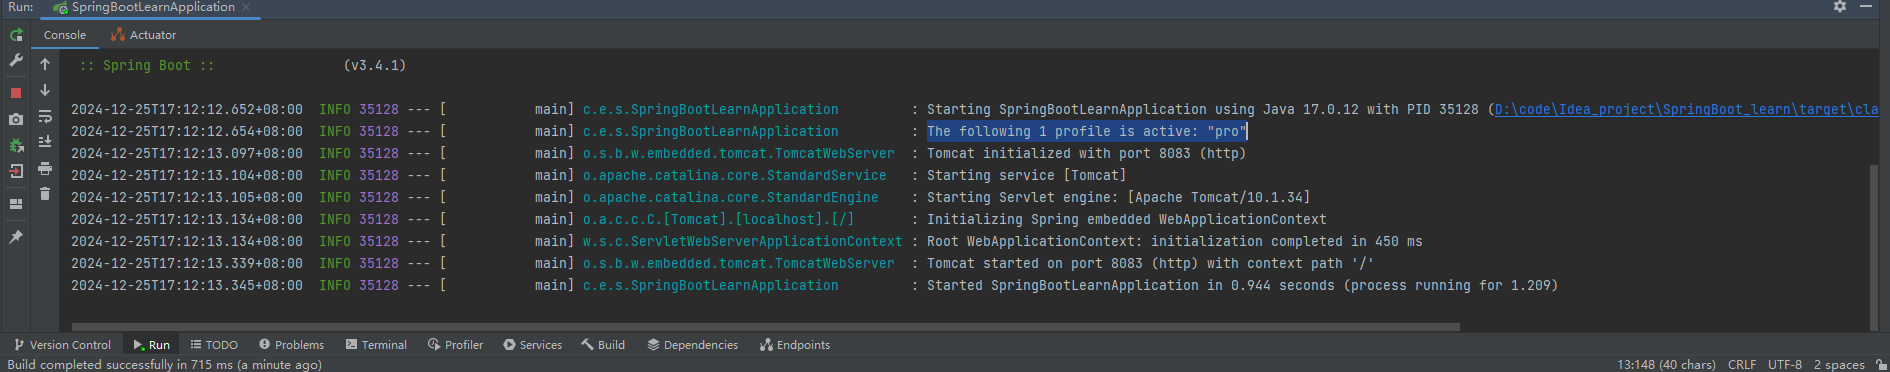 Run: SpringBootLearnApplication
Console Actuator
:: Spring Boot :: (v3.4.1)
2024-12-25T17:12:12.652+08:00 INFO 35128 --- [ main] c.e.s.SpringBootLearnApplication : Starting SpringBootLearnApplication using Java 17.0.12 with PID 35128 (D:\code\Idea_project\SpringBoot_learn\target\cla
2024-12-25T17:12:12.654+08:00 INFO 35128 --- [ main] c.e.s.SpringBootLearnApplication : The following 1 profile is active: "pro"
2024-12-25T17:12:13.097+08:00 INFO 35128 --- [ main] o.s.b.w.embedded.tomcat.TomcatWebServer : Tomcat initialized with port 8083 (http)
2024-12-25T17:12:13.104+08:00 INFO 35128 --- [ main] o.apache.catalina.core.StandardService : Starting service [Tomcat]
2024-12-25T17:12:13.105+08:00 INFO 35128 --- [ main] o.apache.catalina.core.StandardEngine : Starting Servlet engine: [Apache Tomcat/10.1.34]
2024-12-25T17:12:13.134+08:00 INFO 35128 --- [ main] o.a.c.c.C.[Tomcat].[localhost].[/] : Initializing Spring embedded WebApplicationContext
2024-12-25T17:12:13.134+08:00 INFO 35128 --- [ main] w.s.c.ServletWebServerApplicationContext : Root WebApplicationContext: initialization completed in 450 ms
2024-12-25T17:12:13.339+08:00 INFO 35128 --- [ main] o.s.b.w.embedded.tomcat.TomcatWebServer : Tomcat started on port 8083 (http) with context path '/'
2024-12-25T17:12:13.345+08:00 INFO 35128 --- [ main] c.e.s.SpringBootLearnApplication : Started SpringBootLearnApplication in 0.944 seconds (process running for 1.209)
Version Control Run TODO Problems Terminal Profiler Services Build Dependencies Endpoints
Build completed successfully in 715 ms (a minute ago) 13:148 (40 chars) CRLF UTF-8 2 spaces